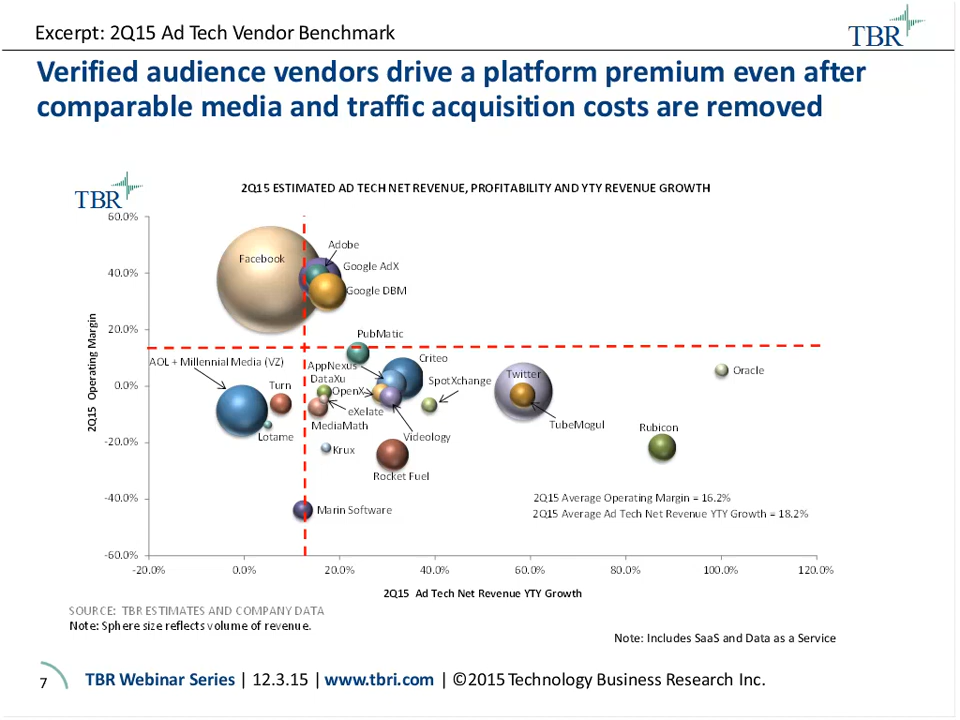 Excerpt: 2Q15 Ad Tech Vendor Benchmark
TBR
Verified audience vendors drive a platform premium even after
comparable media and traffic acquisition costs are removed
TBR
2Q15 ESTIMATED AD TECH NET REVENUE, PROFITABILITY AND YTY REVENUE GROWTH
60.0%
40.0%
20.0%
0.0%
-20.0%
-40.0%
-60.0%
2Q15 Operating Margin
Facebook
Adobe
Google AdX
Google DBM
PubMatic
AOL + Millennial Media (VZ)
AppNexus
Criteo
Turn
DataXu
OpenX
SpotXchange
Twitter
Oracle
eXelate
Lotame
MediaMath
Videology
TubeMogul
Rubicon
Krux
Rocket Fuel
Marin Software
2Q15 Average Operating Margin = 16.2%
2Q15 Average Ad Tech Net Revenue YTY Growth = 18.2%
-20.0% 0.0% 20.0% 40.0% 60.0% 80.0% 100.0% 120.0%
2Q15 Ad Tech Net Revenue YTY Growth
SOURCE: TBR ESTIMATES AND COMPANY DATA
Note: Sphere size reflects volume of revenue.
Note: Includes SaaS and Data as a Service
7
TBR Webinar Series | 12.3.15 | www.tbri.com | ©2015 Technology Business Research Inc.